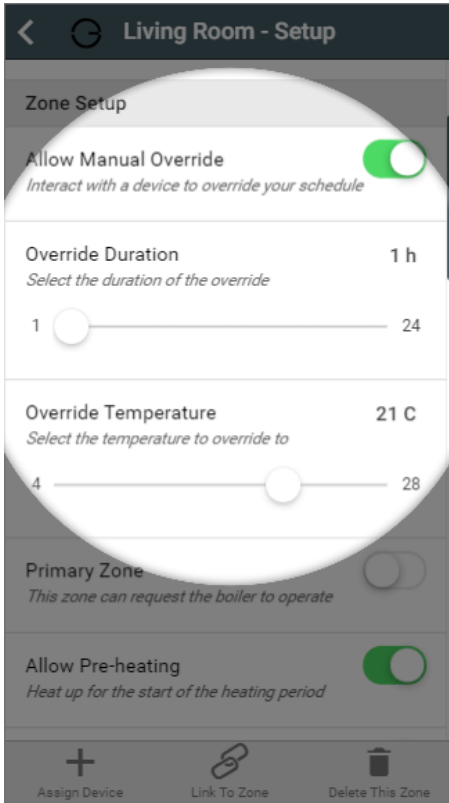 Living Room - Setup
Zone Setup
Allow Manual Override
Interact with a device to override your schedule
Override Duration 1 h
Select the duration of the override
1 24
Override Temperature 21 C
Select the temperature to override to
4 28
Primary Zone
This zone can request the boiler to operate
Allow Pre-heating
Heat up for the start of the heating period
Assign Device Link To Zone Delete This Zone